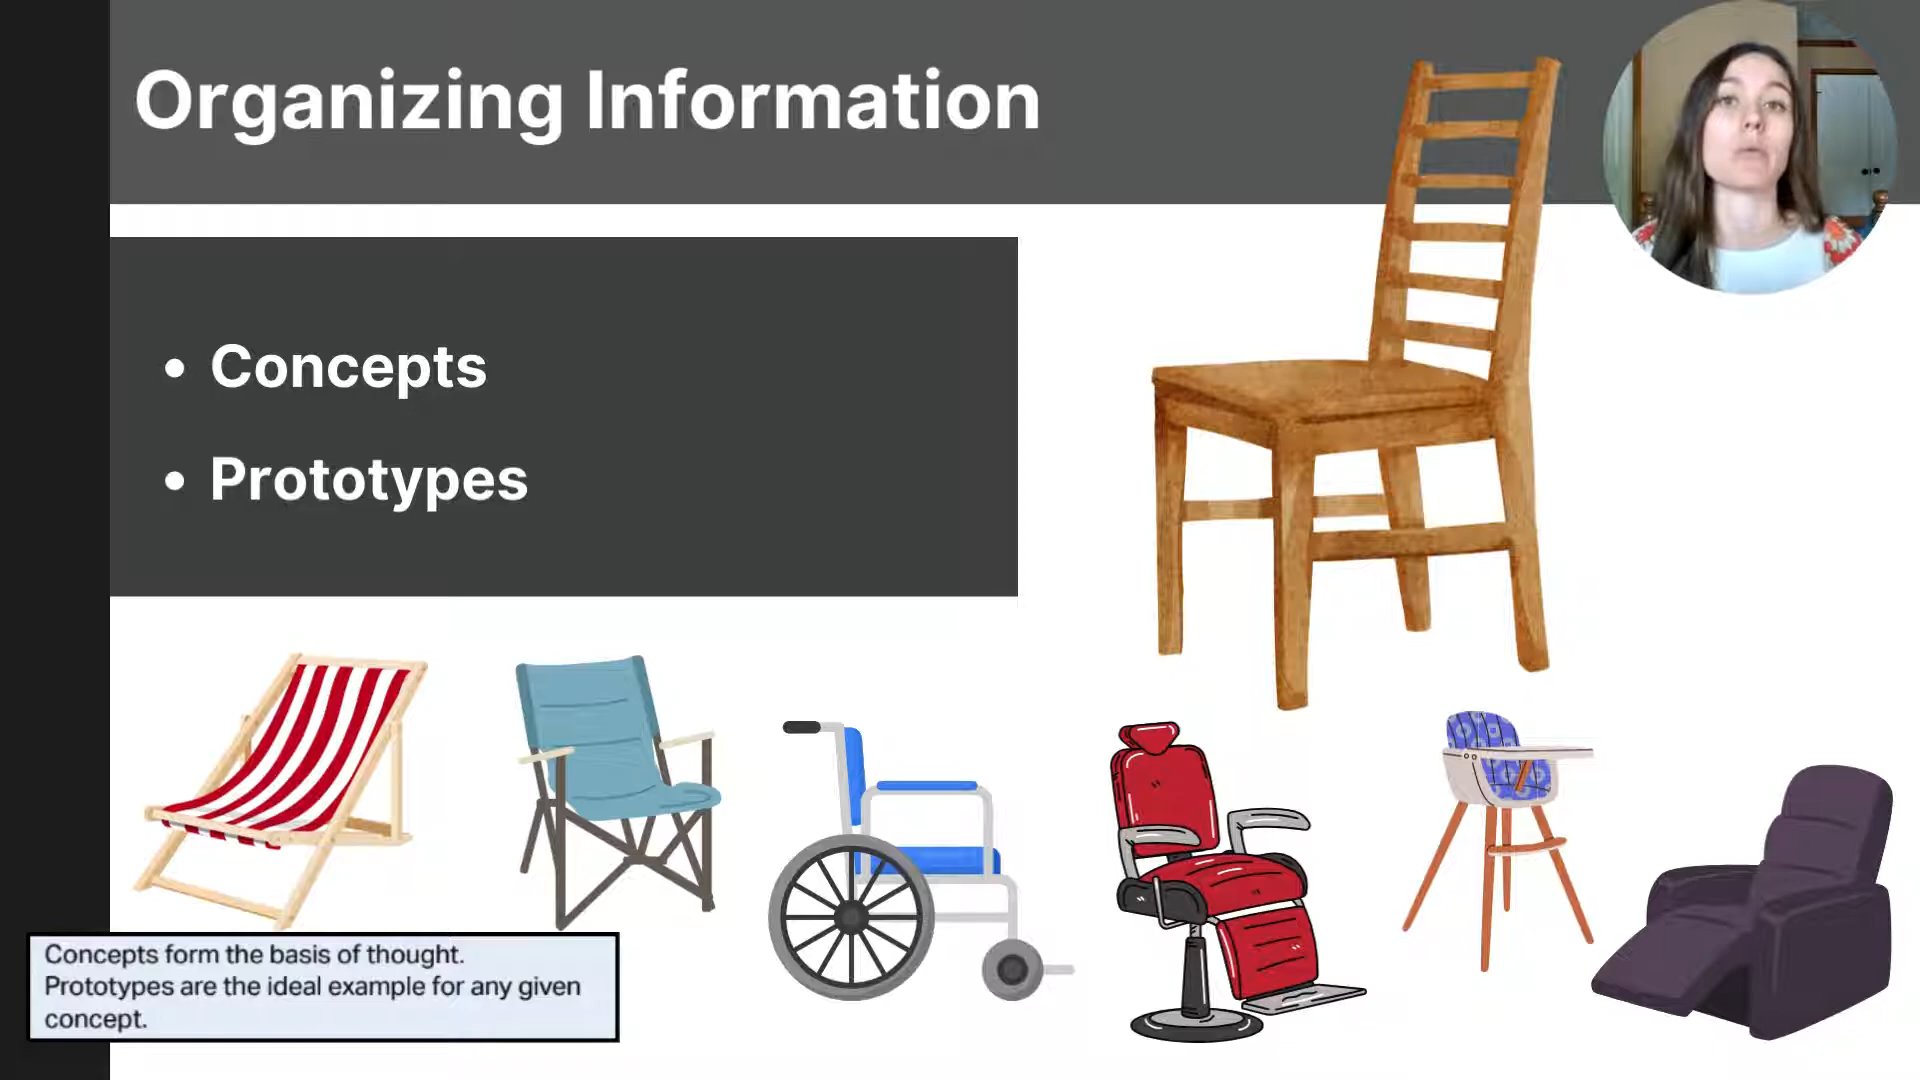 Organizing Information
• Concepts
• Prototypes
Concepts form the basis of thought.
Prototypes are the ideal example for any given
concept.